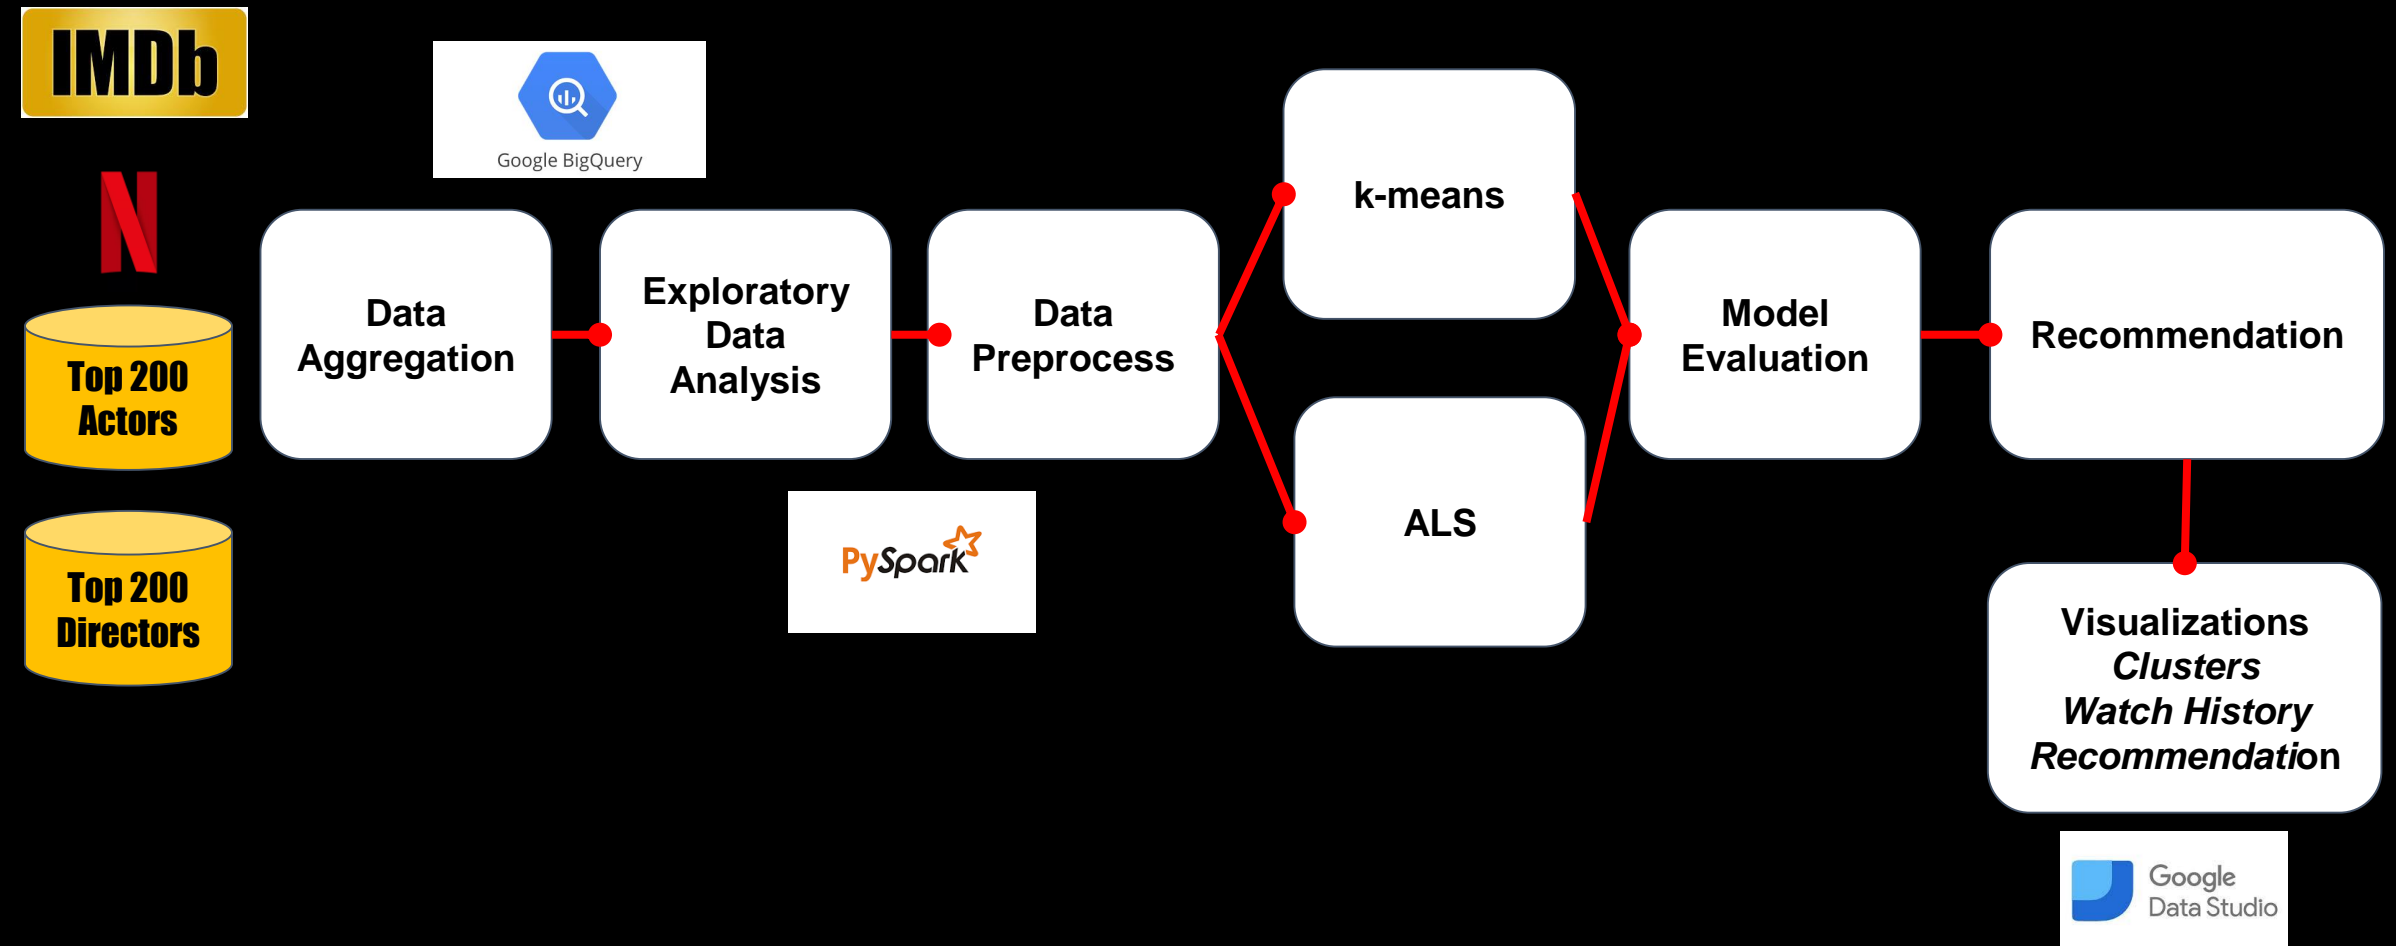 IMDb
Google BigQuery
Top 200
Actors
Top 200
Directors
Data
Aggregation
Exploratory
Data
Analysis
Data
Preprocess
PySpark
k-means
ALS
Model
Evaluation
Recommendation
Visualizations
Clusters
Watch History
Recommendation
Google
Data Studio